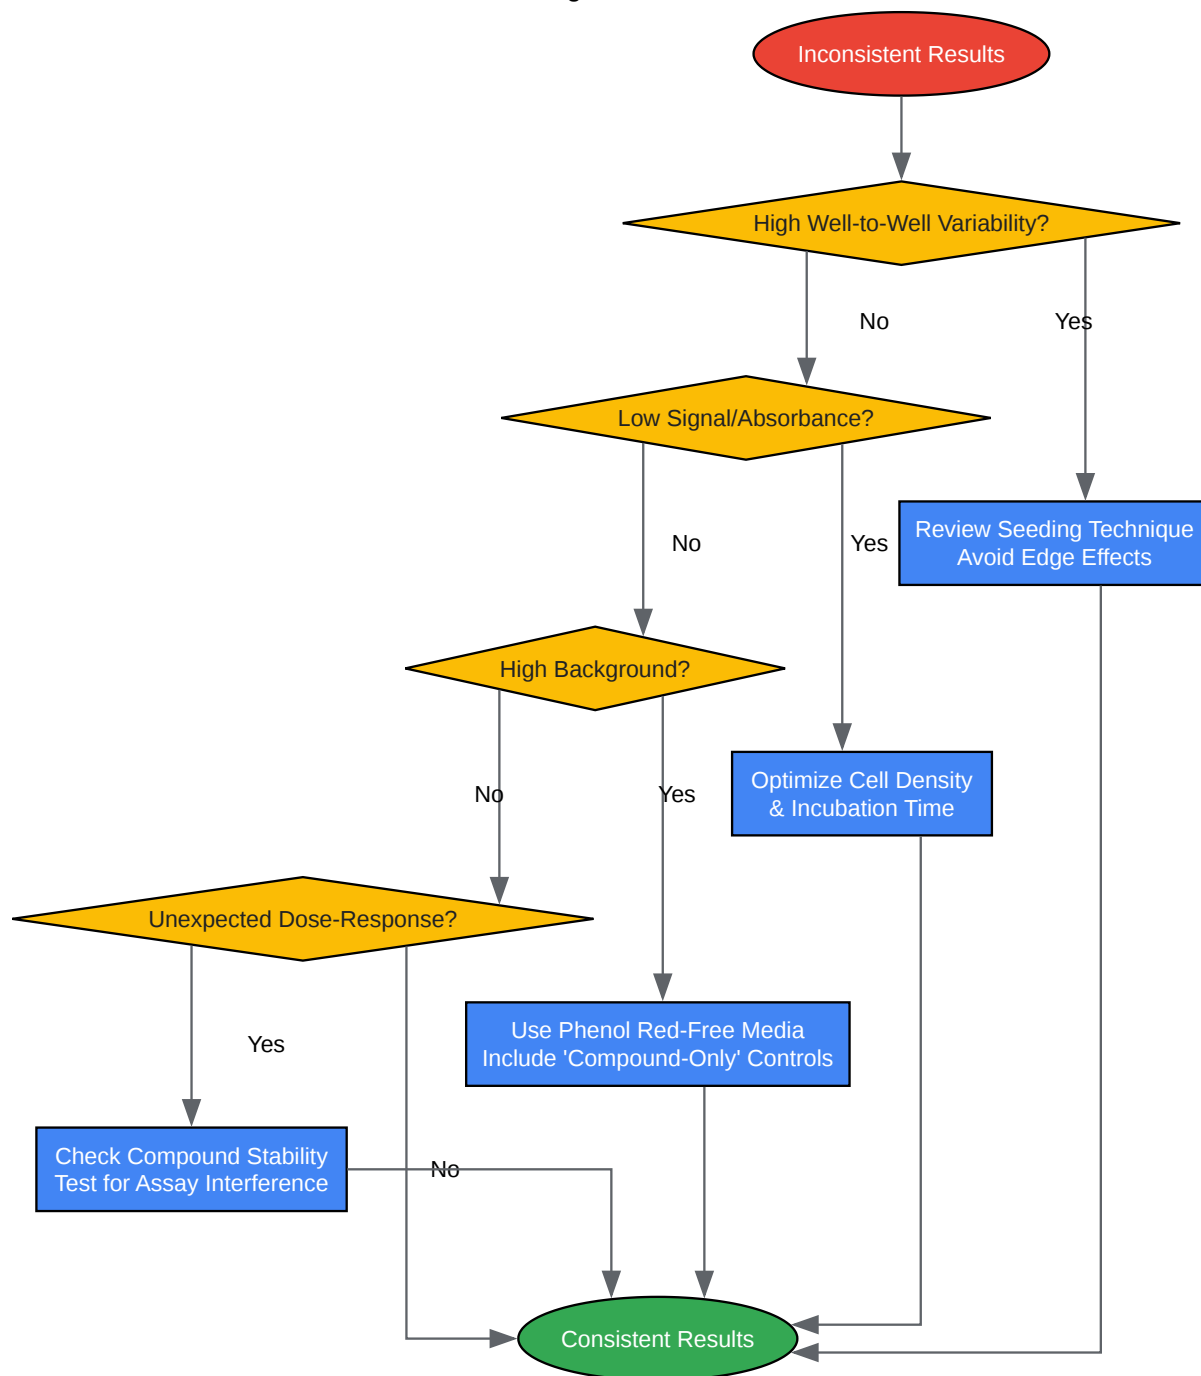 Inconsistent Results
High Well-to-Well Variability?
No
Yes
Low Signal/Absorbance?
No
Yes
Review Seeding Technique
Avoid Edge Effects
High Background?
No
Yes
Optimize Cell Density
& Incubation Time
Unexpected Dose-Response?
Yes
Use Phenol Red-Free Media
Include 'Compound-Only' Controls
Check Compound Stability
Test for Assay Interference
No
Consistent Results